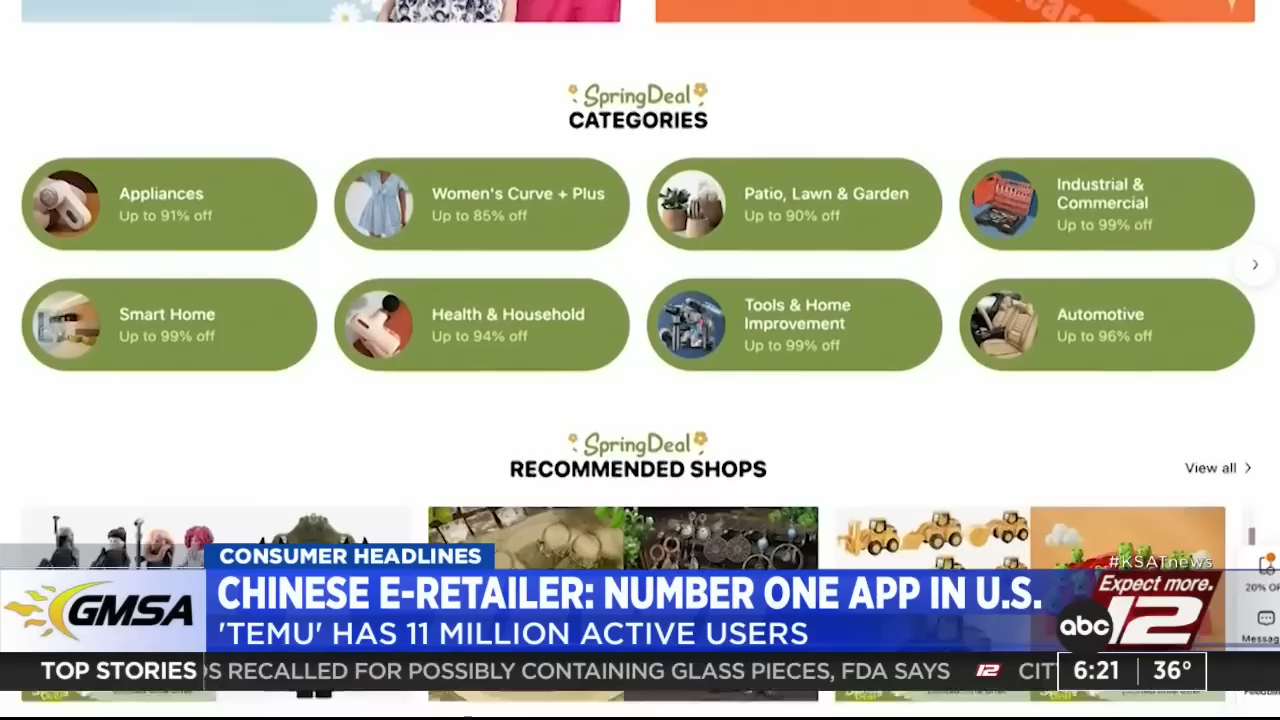 SpringDeal
CATEGORIES
Appliances
Up to 91% off
Women's Curve + Plus
Up to 85% off
Patio, Lawn & Garden
Up to 90% off
Industrial &
Commercial
Up to 99% off
Smart Home
Up to 99% off
Health & Household
Up to 94% off
Tools & Home
Improvement
Up to 99% off
Automotive
Up to 96% off
SpringDeal
RECOMMENDED SHOPS
View all
#KSATnews
CONSUMER HEADLINES
CHINESE E-RETAILER: NUMBER ONE APP IN U.S.
'TEMU' HAS 11 MILLION ACTIVE USERS
GMSA
Expect more.
abc 12
20% OF
Messag
TOP STORIES
DS RECALLED FOR POSSIBLY CONTAINING GLASS PIECES, FDA SAYS 12 CIT
6:21 36°